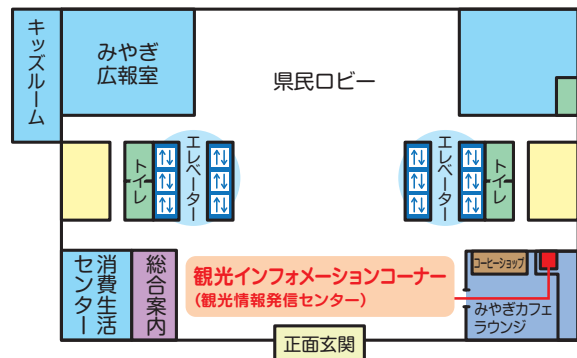 キッズルーム
みやぎ
広報室
県民ロビー
トイレ
エレベーター
エレベーター
トイレ
消費生活
センター
総合案内
観光インフォメーションコーナー
(観光情報発信センター)
コーヒーショップ
みやぎカフェ
ラウンジ
正面玄関